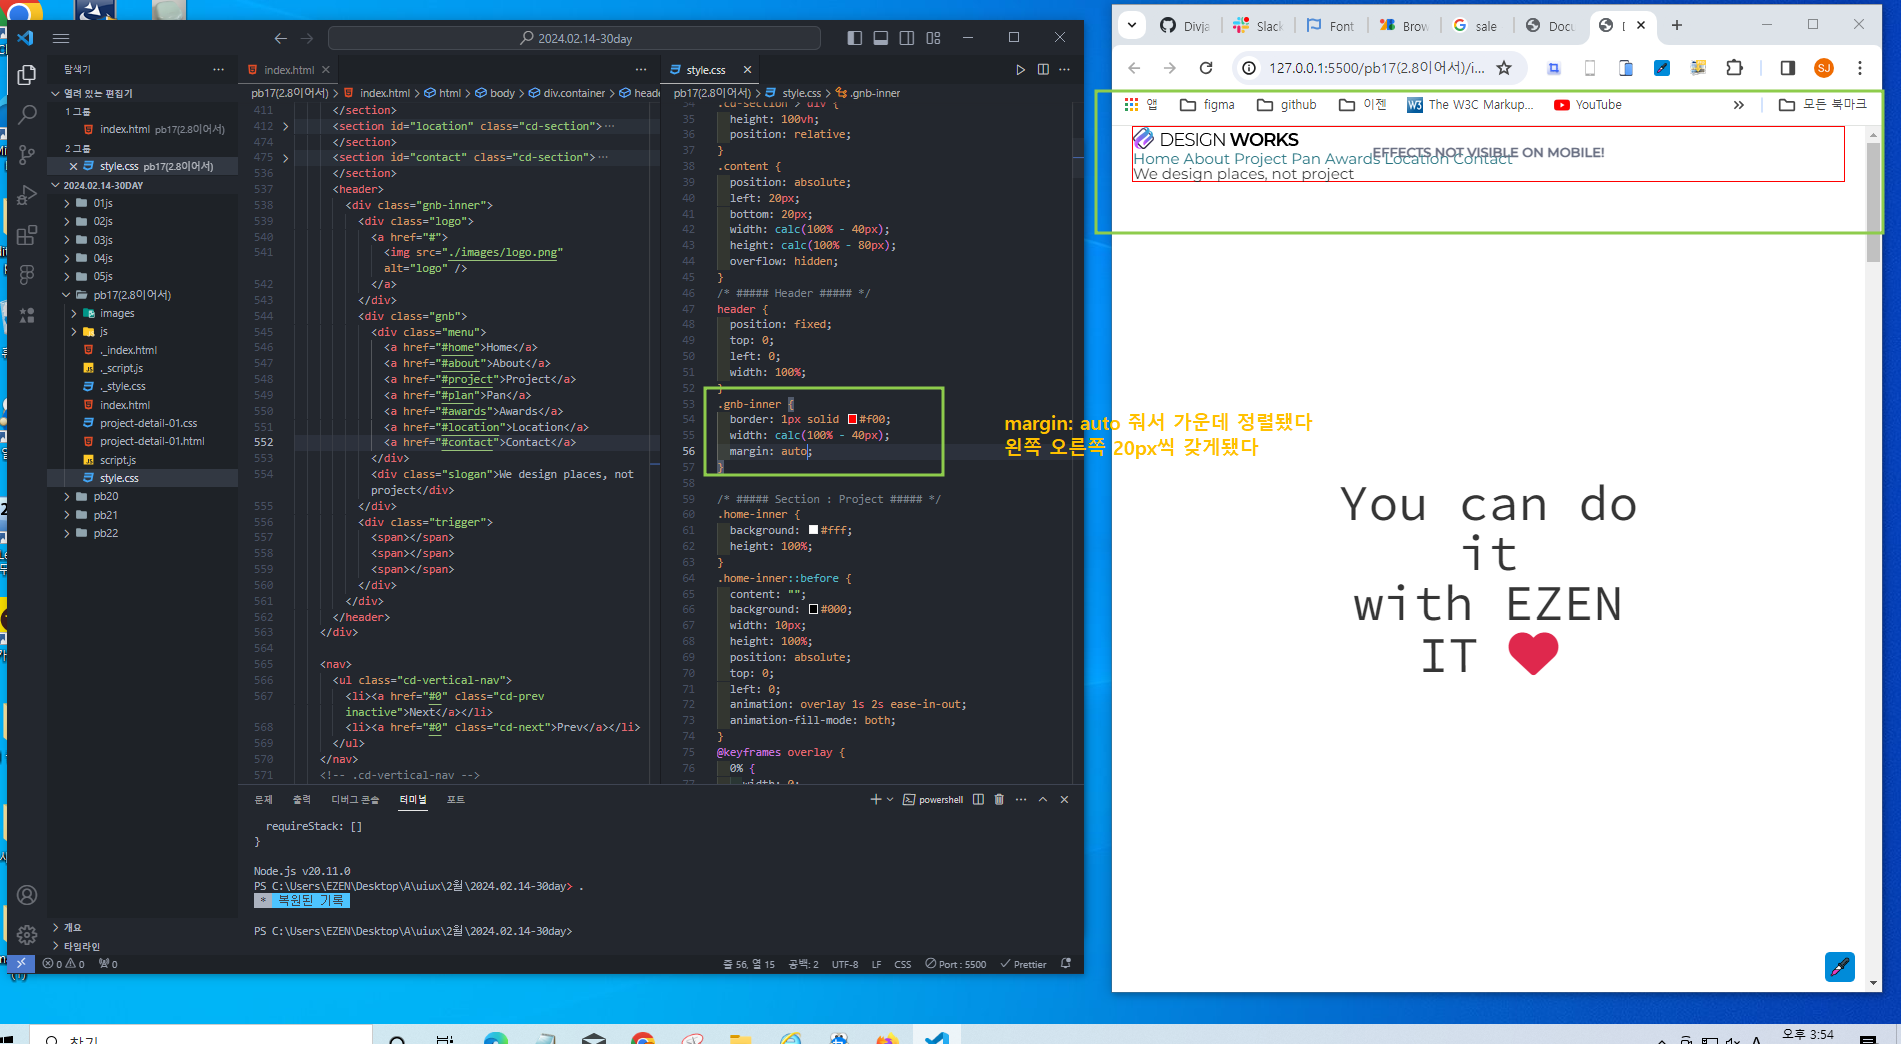 2024.02.14-30day
탐색기
열려 있는 편집기
1 그룹
index.html pb17(2.8이어서)
2 그룹
style.css pb17(2.8이어서)
2024.02.14-30DAY
01js
02js
03js
04js
05js
pb17(2.8이어서)
images
js
._index.html
._script.js
._style.css
index.html
project-detail-01.css
project-detail-01.html
script.js
style.css
pb20
pb21
pb22
개요
타임라인
index.html
pb17(2.8이어서) > index.html > html > body > div.container > heade
411 </section>
412 <section id="location" class="cd-section">⋯
474 </section>
475 <section id="contact" class="cd-section">⋯
536 </section>
537 <header>
538 <div class="gnb-inner">
539 <div class="logo">
540 <a href="#">
541 <img src="./images/logo.png"
alt="logo" />
542 </a>
543 </div>
544 <div class="gnb">
545 <div class="menu">
546 <a href="#home">Home</a>
547 <a href="#about">About</a>
548 <a href="#project">Project</a>
549 <a href="#plan">Pan</a>
550 <a href="#awards">Awards</a>
551 <a href="#location">Location</a>
552 <a href="#contact">Contact</a>
553 </div>
554 <div class="slogan">We design places, not
project</div>
555 </div>
556 <div class="trigger">
557 <span></span>
558 <span></span>
559 <span></span>
560 </div>
561 </div>
562 </header>
563 </div>
564
565 <nav>
566 <ul class="cd-vertical-nav">
567 <li><a href="#0" class="cd-prev
inactive">Next</a></li>
568 <li><a href="#0" class="cd-next">Prev</a></li>
569 </ul>
570 </nav>
571 <!-- .cd-vertical-nav -->
style.css
pb17(2.8이어서) > style.css > .gnb-inner
34 .cd-section > div {
35 height: 100vh;
36 position: relative;
37 }
38 .content {
39 position: absolute;
40 left: 20px;
41 bottom: 20px;
42 width: calc(100% - 40px);
43 height: calc(100% - 80px);
44 overflow: hidden;
45 }
46 /* ##### Header ##### */
47 header {
48 position: fixed;
49 top: 0;
50 left: 0;
51 width: 100%;
52 }
53 .gnb-inner {
54 border: 1px solid #f00;
55 width: calc(100% - 40px);
56 margin: auto;
57 }
58
59 /* ##### Section : Project ##### */
60 .home-inner {
61 background: #fff;
62 height: 100%;
63 }
64 .home-inner::before {
65 content: "";
66 background: #000;
67 width: 10px;
68 height: 100%;
69 position: absolute;
70 top: 0;
71 left: 0;
72 animation: overlay 1s 2s ease-in-out;
73 animation-fill-mode: both;
74 }
75 @keyframes overlay {
76 0% {
77 width: 0;
margin: auto 줘서 가운데 정렬됐다
왼쪽 오른쪽 20px씩 갖게됐다
문제 출력 디버그 콘솔 터미널 포트
powershell
requireStack: []
}
Node.js v20.11.0
PS C:\Users\EZEN\Desktop\A\uiux\2월\2024.02.14-30day> .
* 복원된 기록
PS C:\Users\EZEN\Desktop\A\uiux\2월\2024.02.14-30day>
0 0 0
줄 56, 열 15 공백: 2 UTF-8 LF CSS Port : 5500 Prettier
Divja Slack Font Brow sale Docu
127.0.0.1:5500/pb17(2.8이어서)/i...
SJ
앱 figma github 이젠 The W3C Markup... YouTube » 모든 북마크
DESIGN WORKS
EFFECTS NOT VISIBLE ON MOBILE!
Home About Project Pan Awards Location Contact
We design places, not project
You can do
it
with EZEN
IT
찾기
A
오후 3:54